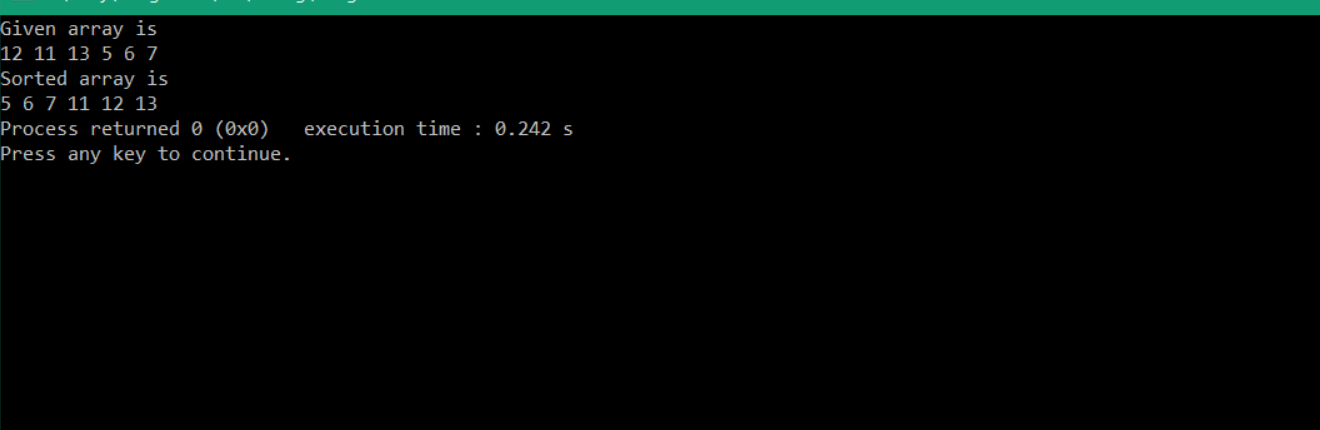 Given array is
12 11 13 5 6 7
Sorted array is
5 6 7 11 12 13
Process returned 0 (0x0)   execution time : 0.242 s
Press any key to continue.